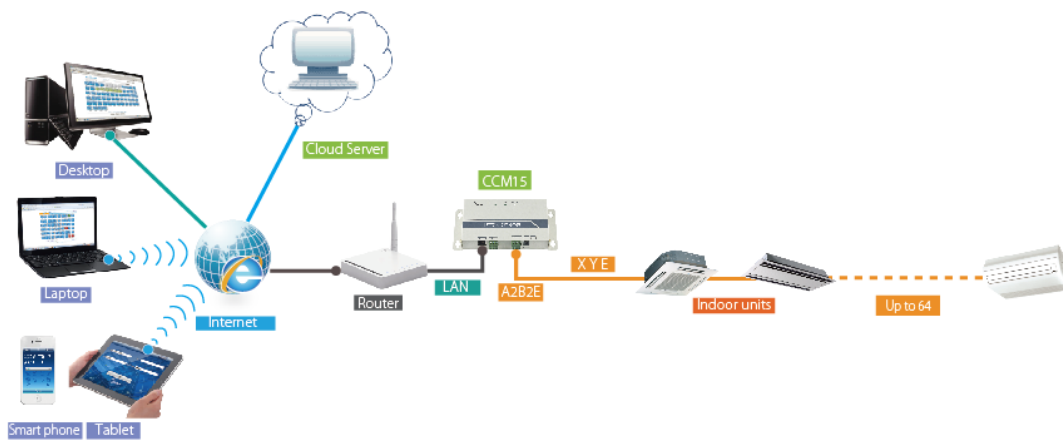 Cloud Server
Desktop
CCM15
Laptop
Internet
Router
LAN
A2B2E
X Y E
Indoor units
Up to 64
Smart phone
Tablet